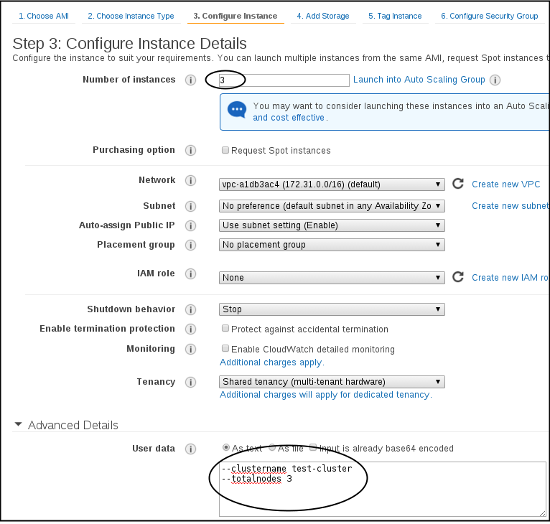 1. Choose AMI 2. Choose Instance Type 3. Configure Instance 4. Add Storage 5. Tag Instance 6. Configure Security Group
Step 3: Configure Instance Details
Configure the instance to suit your requirements. You can launch multiple instances from the same AMI, request Spot instances t
Number of instances 3 Launch into Auto Scaling Group
You may want to consider launching these instances into an Auto Scali
and cost effective.
Purchasing option Request Spot instances
Network vpc-a1db3ac4 (172.31.0.0/16) (default) Create new VPC
Subnet No preference (default subnet in any Availability Zo Create new subnet
Auto-assign Public IP Use subnet setting (Enable)
Placement group No placement group
IAM role None Create new IAM ro
Shutdown behavior Stop
Enable termination protection Protect against accidental termination
Monitoring Enable CloudWatch detailed monitoring
Additional charges apply.
Tenancy Shared tenancy (multi-tenant hardware)
Additional charges will apply for dedicated tenancy.
Advanced Details
User data As text As file Input is already base64 encoded
--clustername test-cluster
--totalnodes 3